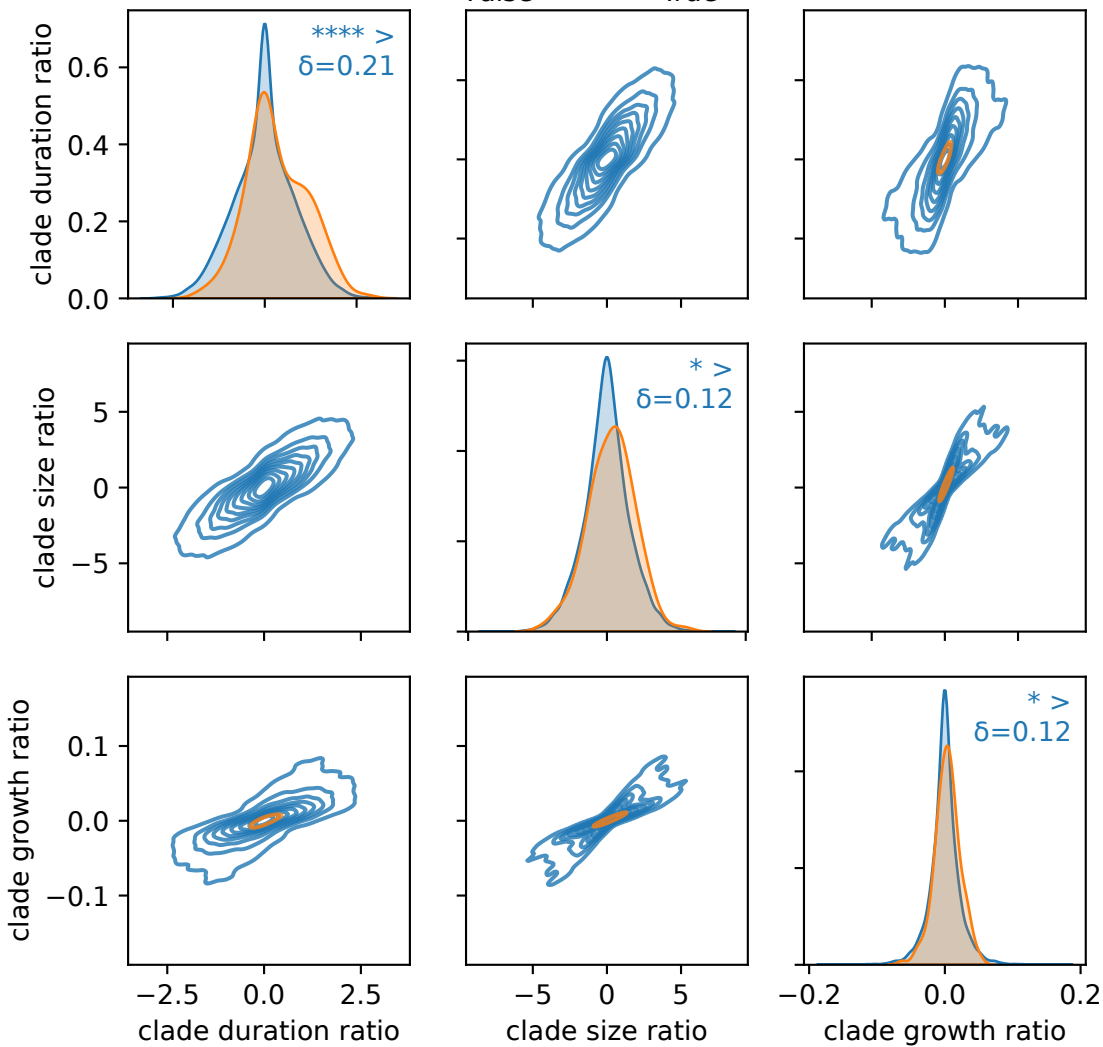 clade duration ratio
0.6
0.4
0.2
0.0
**** >
δ=0.21
clade size ratio
5
0
−5
* >
δ=0.12
clade growth ratio
0.1
0.0
−0.1
* >
δ=0.12
−2.5 0.0 2.5
−5 0 5
−0.2 0.0 0.2
clade duration ratio
clade size ratio
clade growth ratio